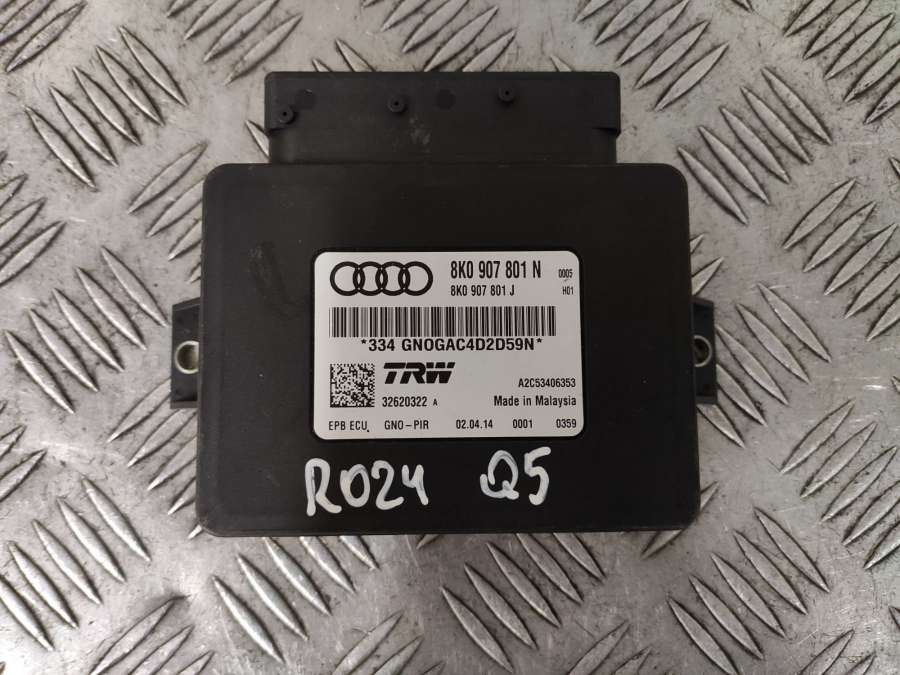 8K0 907 801 N 0005
8K0 907 801 J H01
*334 GNOGAC4D2D59N*
TRW A2C53406353
32620322 A Made in Malaysia
EPB ECU. GNO-PIR 02.04.14 0001 0359
R024 Q5